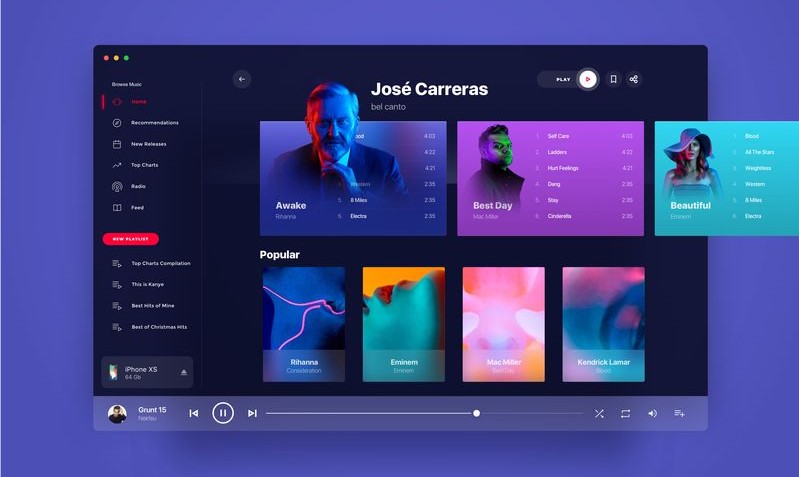 Browse Music
Home
Recommendations
New Releases
Top Charts
Radio
Feed
NEW PLAYLIST
Top Charts Compilation
This is Kanye
Best Hits of Mine
Best of Christmas Hits
iPhone XS
64 Gb
José Carreras
bel canto
PLAY
4:03
4:22
4:21
4. Western 2:35
5. 8 Miles 2:35
6. Electra 2:35
Awake
Rihanna
1. Self Care 4:03
2. Ladders 4:22
3. Hurt Feelings 4:21
4. Dang 2:35
5. Stay 2:35
6. Cinderella 2:35
Best Day
Mac Miller
1. Blood
2. All The Stars
3. Weightless
4. Western
5. 8 Miles
6. Electra
Beautiful
Eminem
Popular
Rihanna
Consideration
Eminem
Eminem
Mac Miller
Best Day
Kendrick Lamar
Blood
Grunt 15
Nekfeu